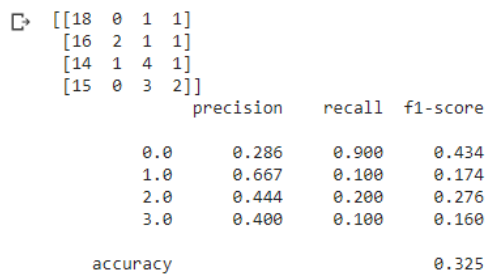 [[18 0 1 1]
[16 2 1 1]
[14 1 4 1]
[15 0 3 2]]
precision recall f1-score
0.0 0.286 0.900 0.434
1.0 0.667 0.100 0.174
2.0 0.444 0.200 0.276
3.0 0.400 0.100 0.160
accuracy 0.325